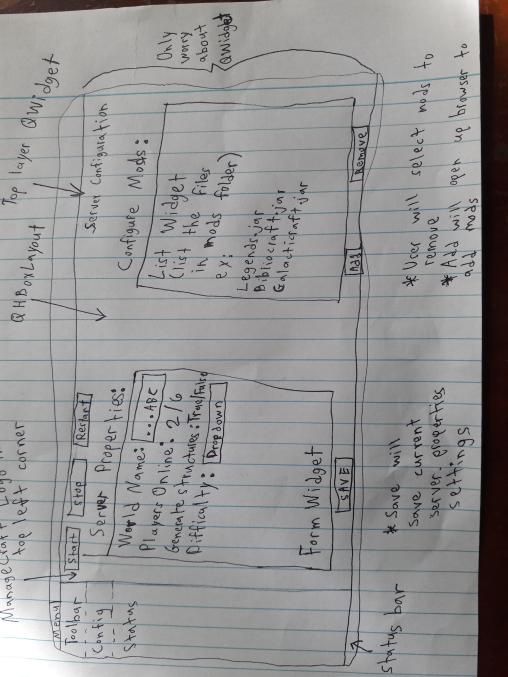 Top layer QWidget
QHBoxLayout
ManageCraft Logo in
top left corner
Only
worry
about
QWidget
Menu
Toolbar
Config
Status
Start
Stop
Restart
Server Configuration
Server Properties:
World Name: ...ABC
Players Online: 2/6
Generate structures: True/False
Difficalty: Dropdown
Form Widget
SAVE
Configure Mods:
List Widget
(list the files
in mods folder)
ex:
Legends.jar
Bibliocraft.jar
Galacticraft.jar
Add
Remove
status bar
* Save will
save current
server.properties
settings
* User will select mods to
remove
* Add will open up browser to
add mods